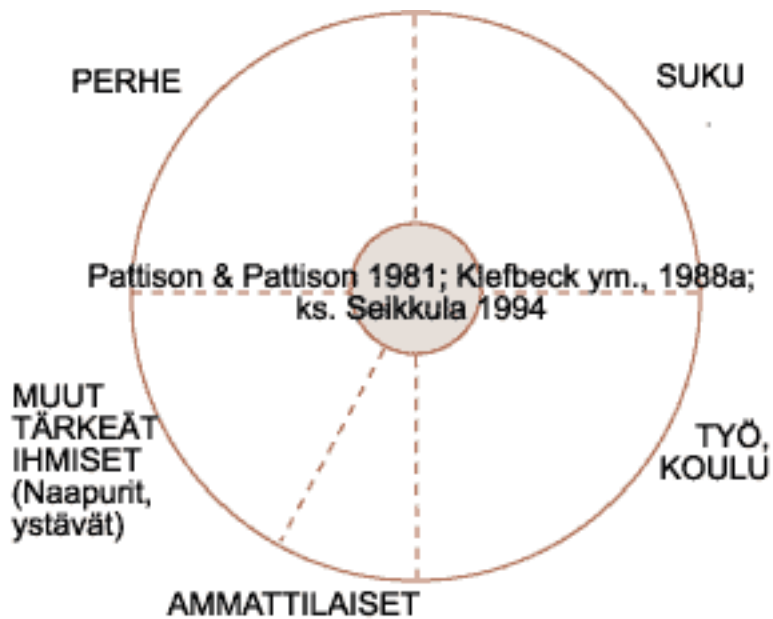 PERHE
SUKU
Pattison & Pattison 1981; Klefbeck ym., 1988a;
ks. Seikkula 1994
MUUT
TÄRKEÄT
IHMISET
(Naapurit,
ystävät)
TYÖ,
KOULU
AMMATTILAISET